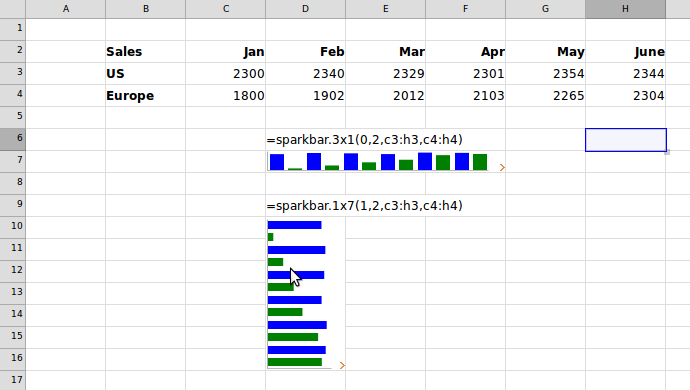 A B C D E F G H
1
2 Sales Jan Feb Mar Apr May June
3 US 2300 2340 2329 2301 2354 2344
4 Europe 1800 1902 2012 2103 2265 2304
5
6 =sparkbar.3x1(0,2,c3:h3,c4:h4)
7
8
9 =sparkbar.1x7(1,2,c3:h3,c4:h4)
10
11
12
13
14
15
16
17